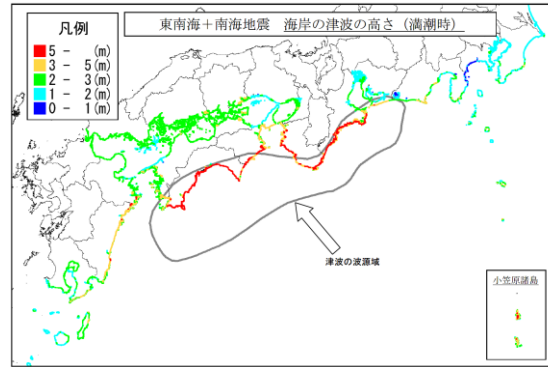 東南海+南海地震 海岸の津波の高さ(満潮時)
凡例
5 - (m)
3 - 5(m)
2 - 3(m)
1 - 2(m)
0 - 1(m)
津波の波源域
小笠原諸島